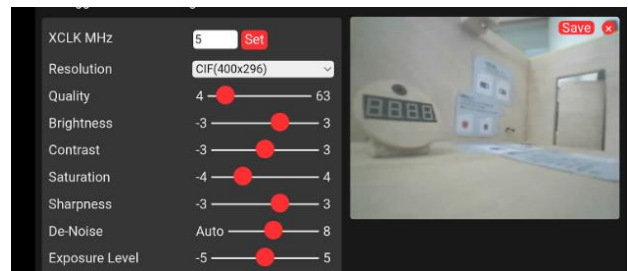 XCLK MHz 5 Set
Resolution CIF(400x296)
Quality 4 63
Brightness -3 3
Contrast -3 3
Saturation -4 4
Sharpness -3 3
De-Noise Auto 8
Exposure Level -5 5
Save ×